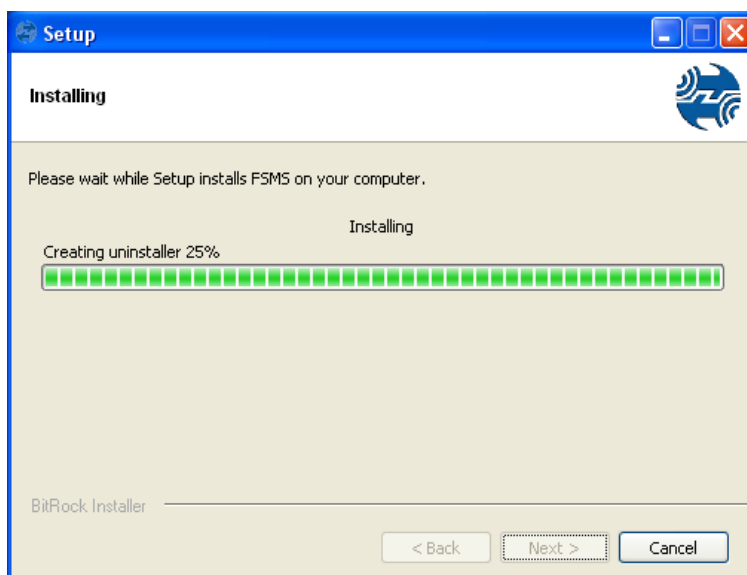 Setup
Installing
Please wait while Setup installs FSMS on your computer.
Installing
Creating uninstaller 25%
BitRock Installer
< Back Next > Cancel